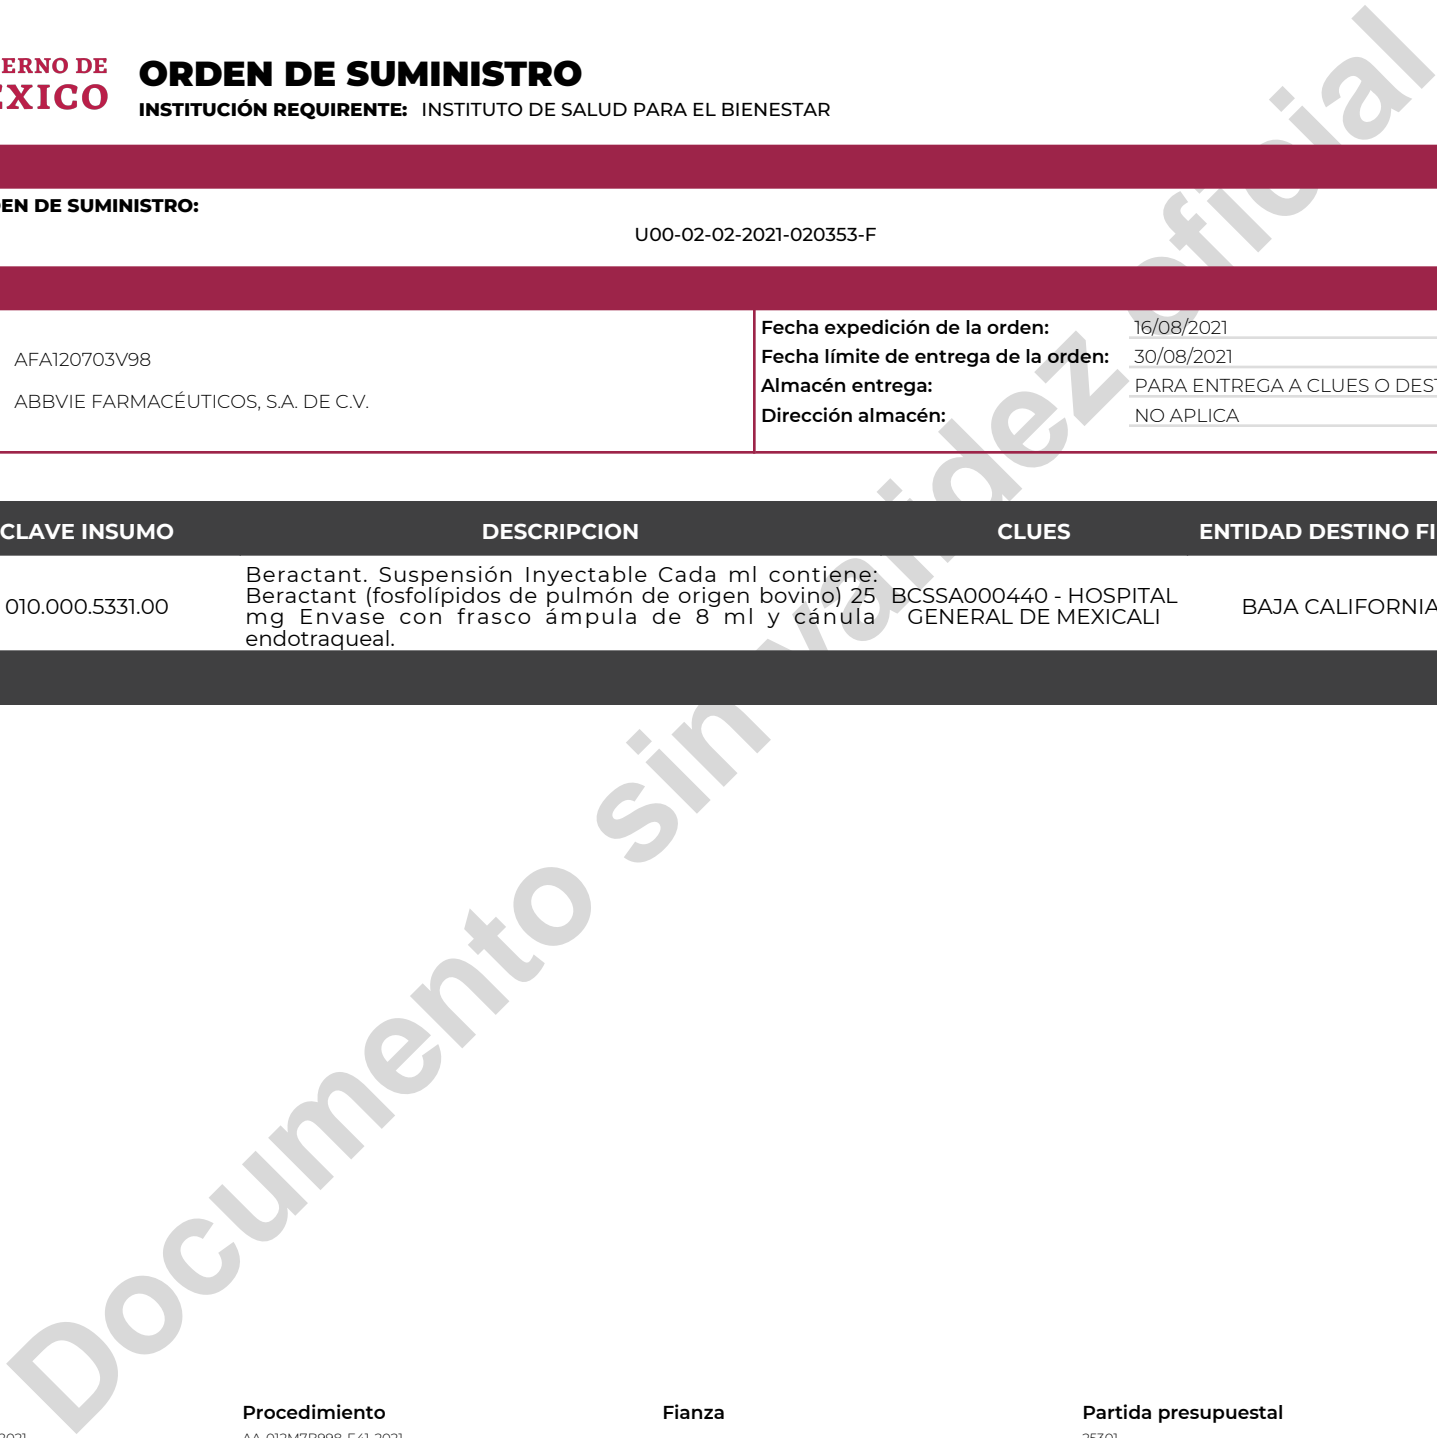 ERNO DE
ORDEN DE SUMINISTRO
INSTITUCIÓN REQUIRENTE: INSTITUTO DE SALUD PARA EL BIENESTAR
EN DE SUMINISTRO:
U00-02-02-2021-020353-F
AFA120703V98
ABBVIE FARMACÉUTICOS, S.A. DE C.V.
Fecha expedición de la orden: 16/08/2021
Fecha límite de entrega de la orden: 30/08/2021
Almacén entrega: PARA ENTREGA A CLUES O DEST
Dirección almacén: NO APLICA
CLAVE INSUMO DESCRIPCION CLUES ENTIDAD DESTINO FI
010.000.5331.00
Beractant. Suspensión Inyectable Cada ml contiene:
Beractant (fosfolípidos de pulmón de origen bovino) 25
mg Envase con frasco ámpula de 8 ml y cánula
endotraqueal.
BCSSA000440 - HOSPITAL
GENERAL DE MEXICALI
BAJA CALIFORNIA
Documento sin validez oficial
Procedimiento Fianza Partida presupuestal